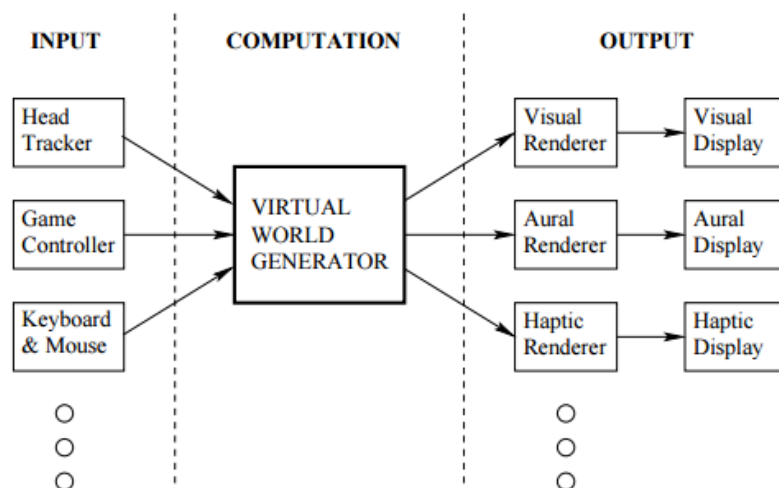 INPUT
COMPUTATION
OUTPUT
Head
Tracker
Game
Controller
Keyboard
& Mouse
VIRTUAL
WORLD
GENERATOR
Visual
Renderer
Visual
Display
Aural
Renderer
Aural
Display
Haptic
Renderer
Haptic
Display